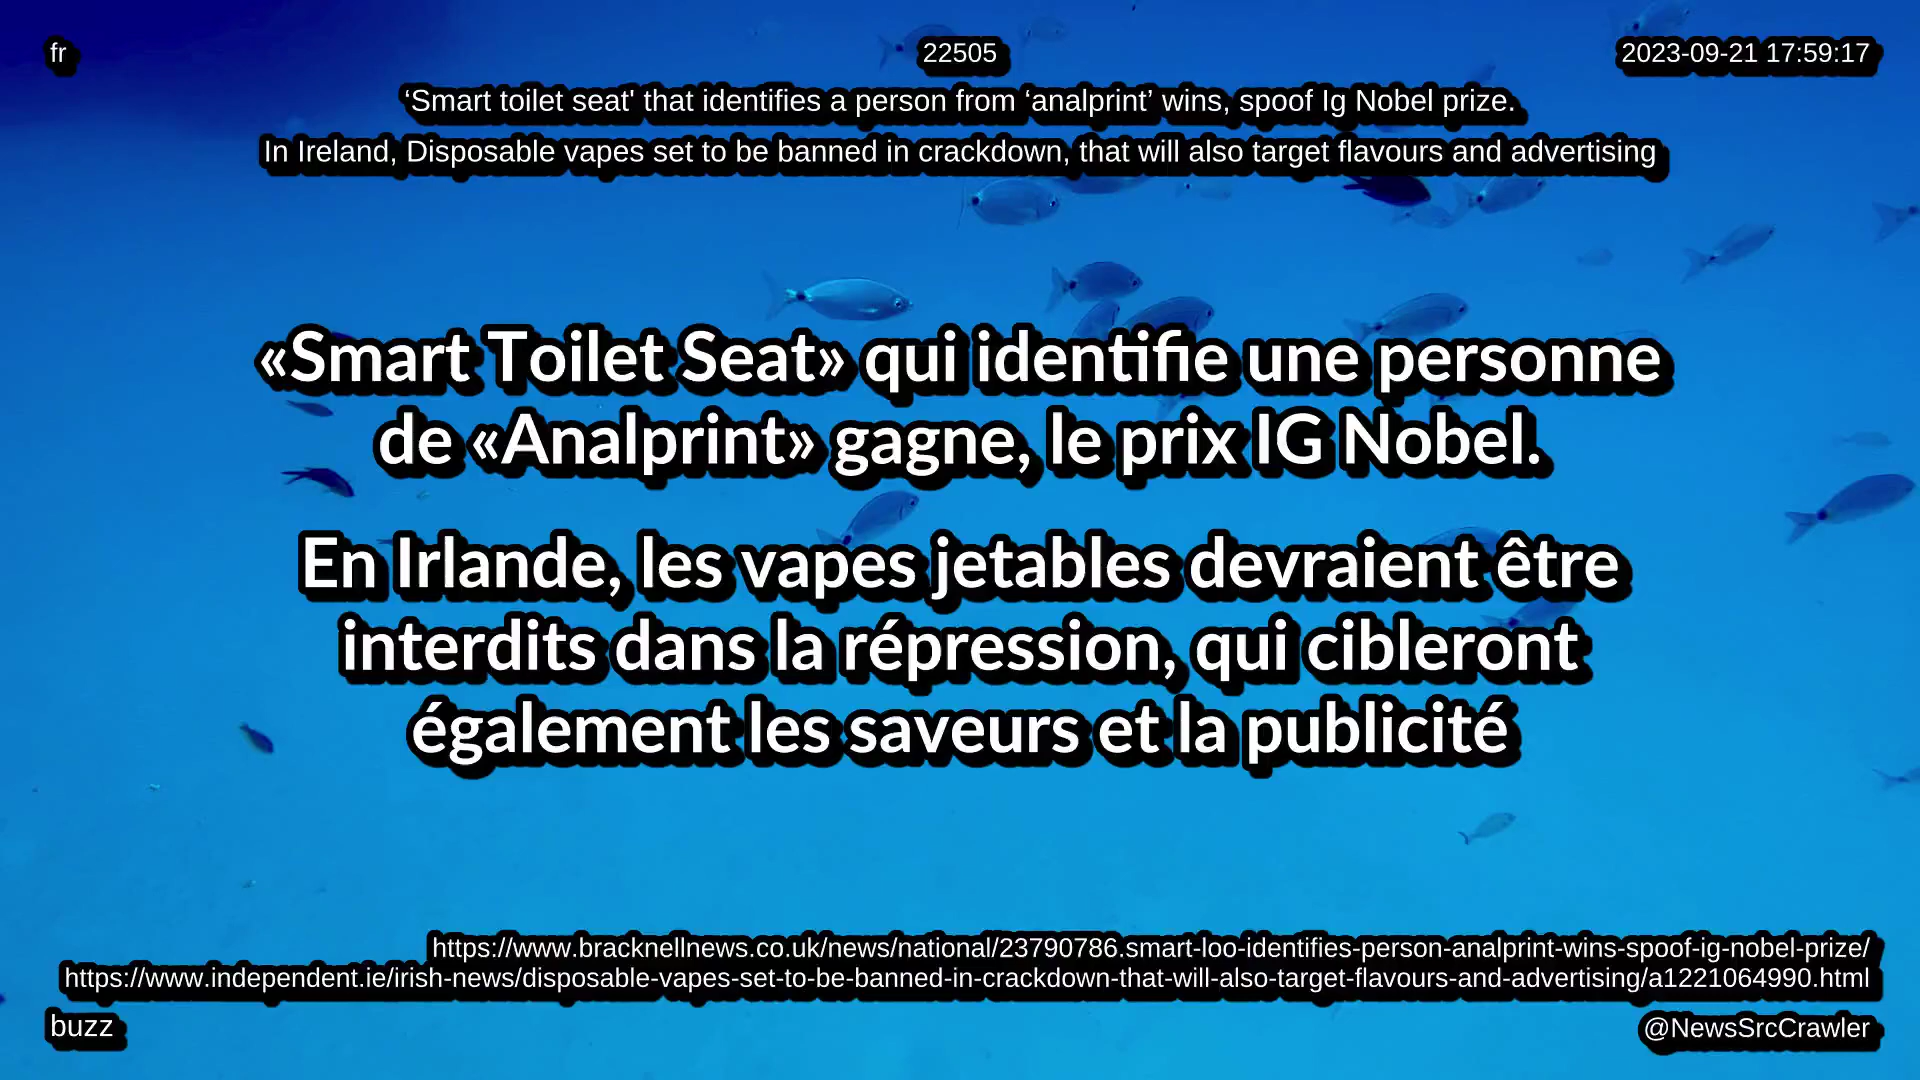 fr
22505
2023-09-21 17:59:17
‘Smart toilet seat' that identifies a person from ‘analprint’ wins, spoof Ig Nobel prize.
In Ireland, Disposable vapes set to be banned in crackdown, that will also target flavours and advertising
«Smart Toilet Seat» qui identifie une personne
de «Analprint» gagne, le prix IG Nobel.
En Irlande, les vapes jetables devraient être
interdits dans la répression, qui cibleront
également les saveurs et la publicité
https://www.bracknellnews.co.uk/news/national/23790786.smart-loo-identifies-person-analprint-wins-spoof-ig-nobel-prize/
https://www.independent.ie/irish-news/disposable-vapes-set-to-be-banned-in-crackdown-that-will-also-target-flavours-and-advertising/a1221064990.html
buzz
@NewsSrcCrawler